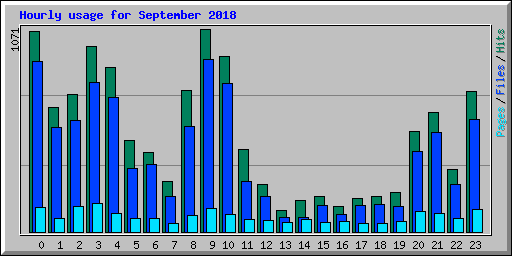 Hourly usage for September 2018
1071
Pages/Files/Hits
0 1 2 3 4 5 6 7 8 9 10 11 12 13 14 15 16 17 18 19 20 21 22 23